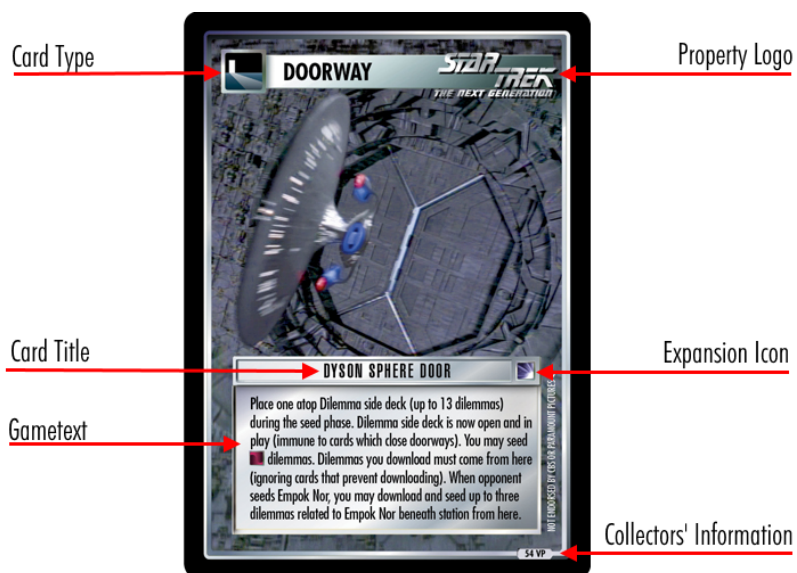 Card Type
DOORWAY
STAR TREK
THE NEXT GENERATION
Property Logo
Card Title
DYSON SPHERE DOOR
Expansion Icon
Gametext
Place one atop Dilemma side deck (up to 13 dilemmas)
during the seed phase. Dilemma side deck is now open and in
play (immune to cards which close doorways). You may seed
dilemmas. Dilemmas you download must come from here
(ignoring cards that prevent downloading). When opponent
seeds Empok Nor, you may download and seed up to three
dilemmas related to Empok Nor beneath station from here.
NOT ENDORSED BY CBS OR PARAMOUNT PICTURES
Collectors' Information
54 VP